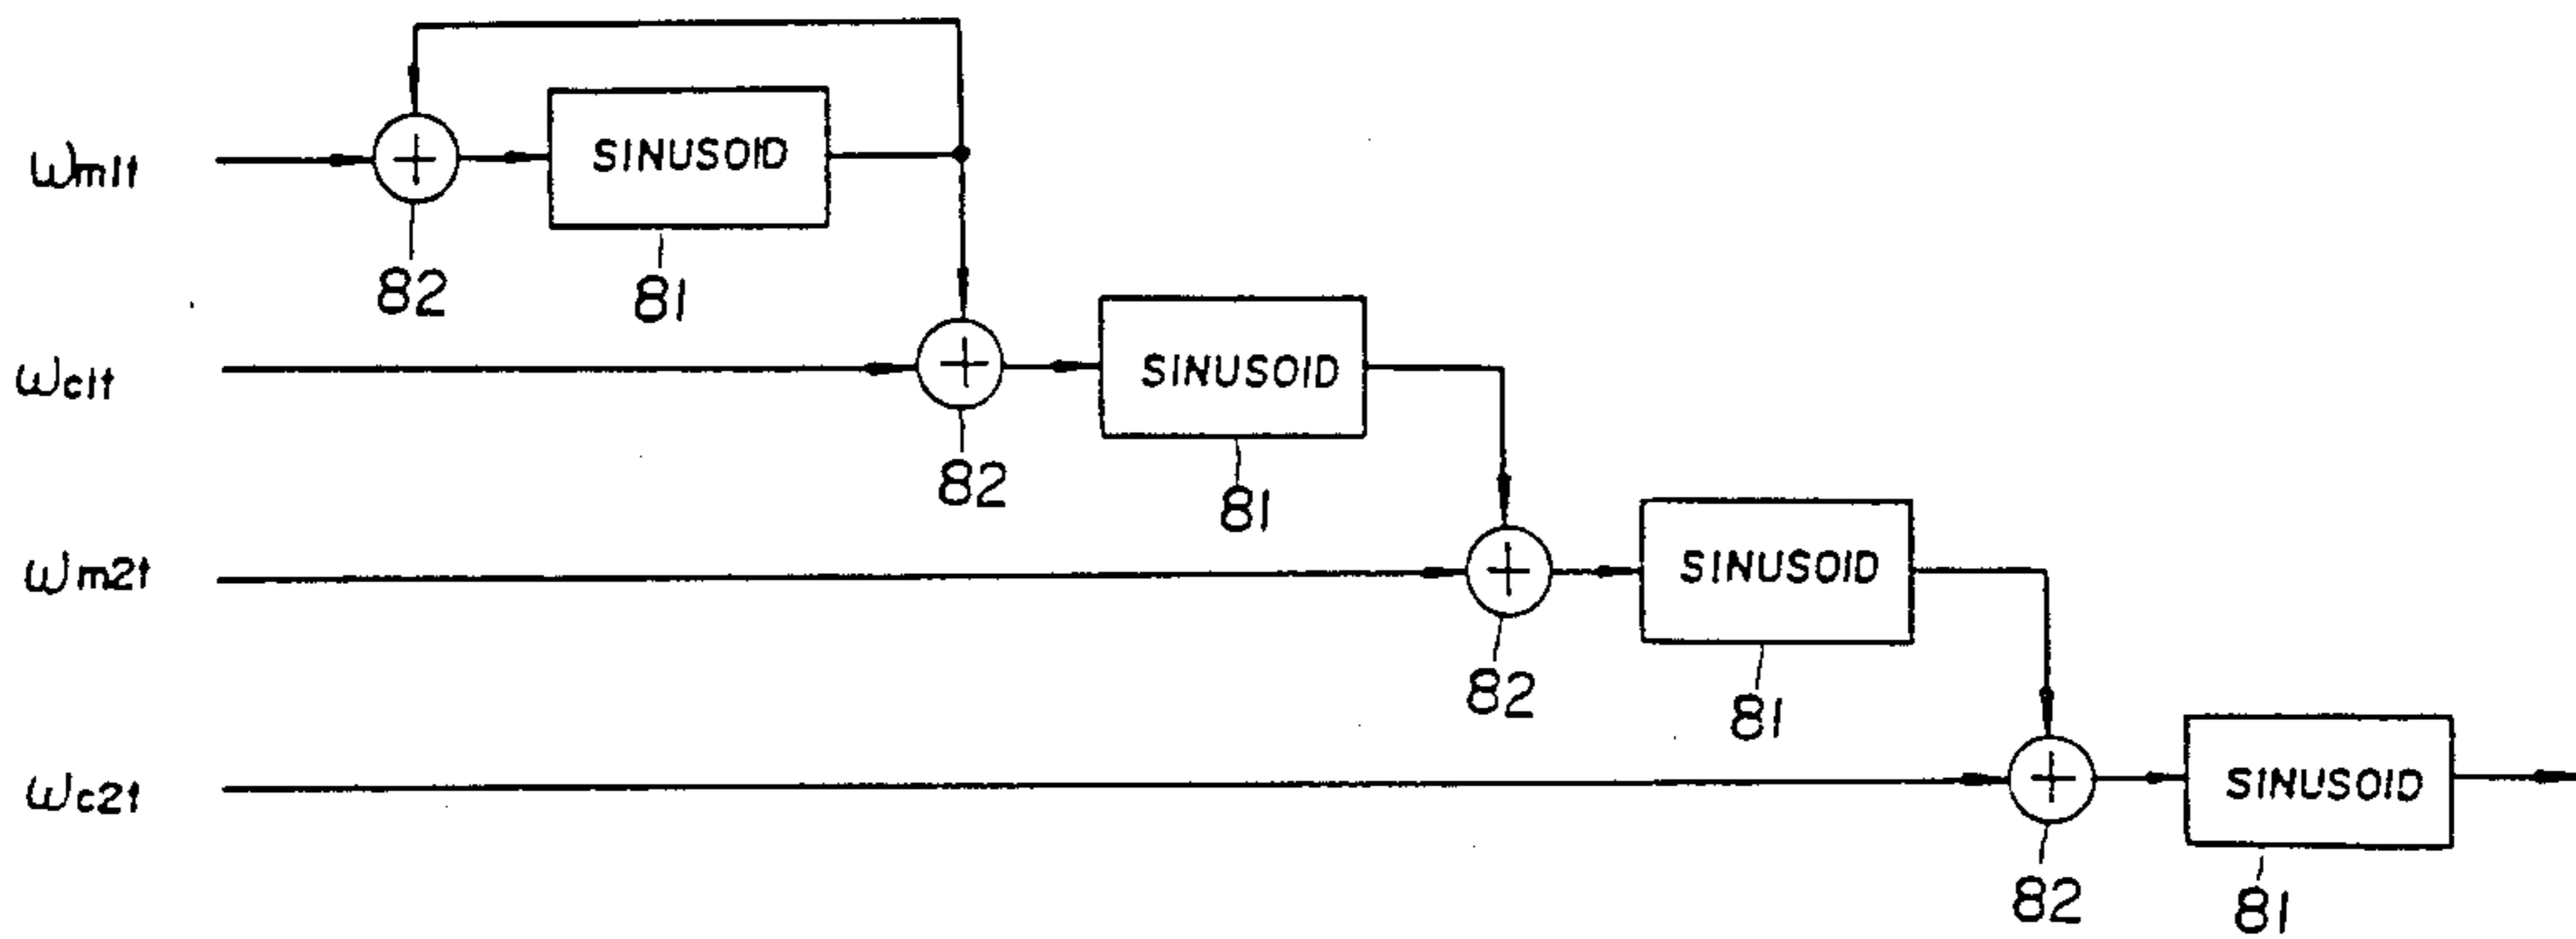 ωm1t
+
SINUSOID
82
81
ωc1t
+
SINUSOID
82
81
ωm2t
+
SINUSOID
82
81
ωc2t
+
SINUSOID
82
81